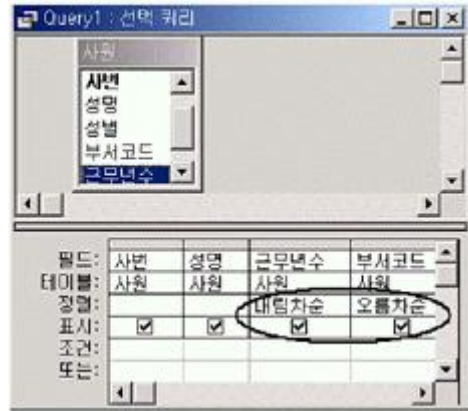 Query1 : 선택 쿼리
사원
사번
성명
성별
부서코드
근무년수
필드: 사번 성명 근무년수 부서코드
테이블: 사원 사원 사원 사원
정렬: 내림차순 오름차순
표시:
조건:
또는: